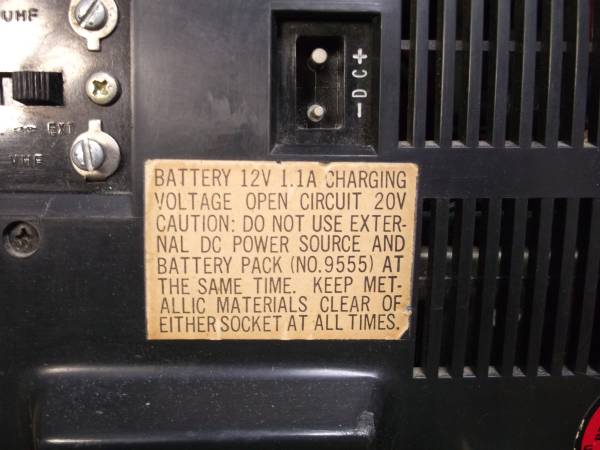 UHF
EXT
VHF
+
DC
−
BATTERY 12V 1.1A CHARGING
VOLTAGE OPEN CIRCUIT 20V
CAUTION: DO NOT USE EXTER-
NAL DC POWER SOURCE AND
BATTERY PACK (NO.9555) AT
THE SAME TIME. KEEP MET-
ALLIC MATERIALS CLEAR OF
EITHER SOCKET AT ALL TIMES.